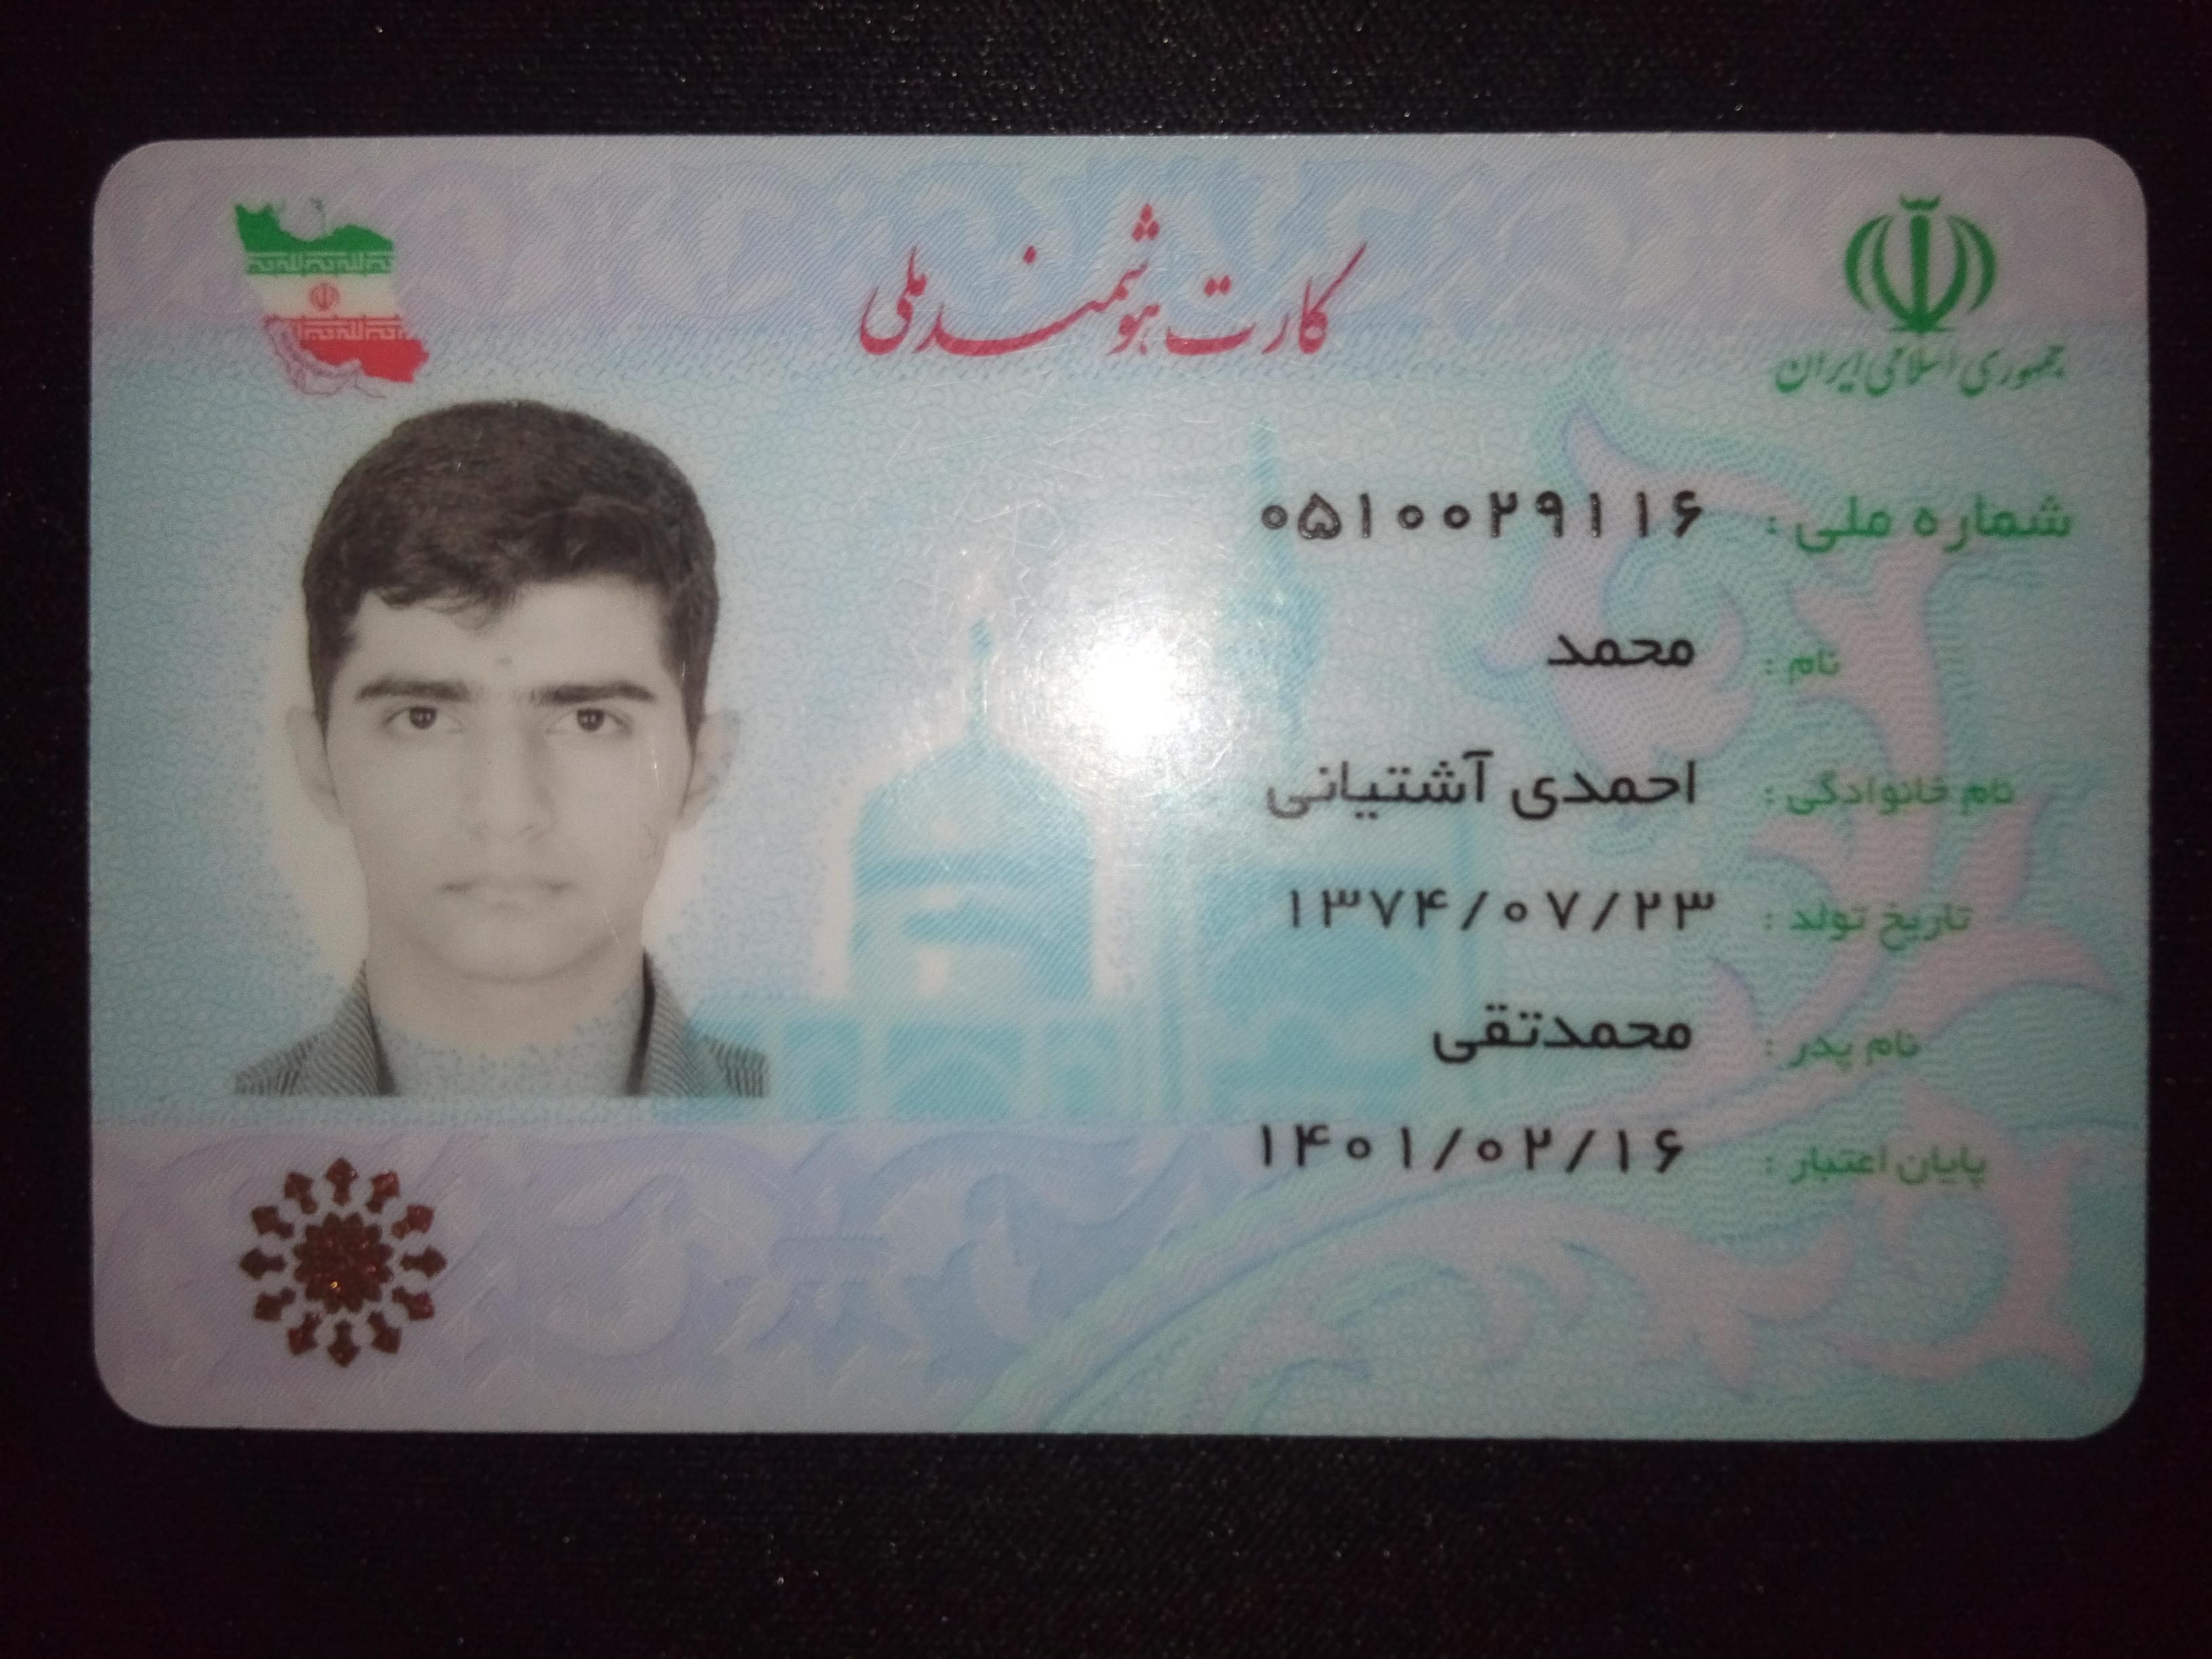 کارت هوشمند ملی
جمهوری اسلامی ایران
شماره ملی : ۰۵۱۰۰۲۹۱۱۶
نام : محمد
نام خانوادگی : احمدی آشتیانی
تاریخ تولد : ۱۳۷۴/۰۷/۲۳
نام پدر : محمدتقی
پایان اعتبار : ۱۴۰۱/۰۲/۱۶